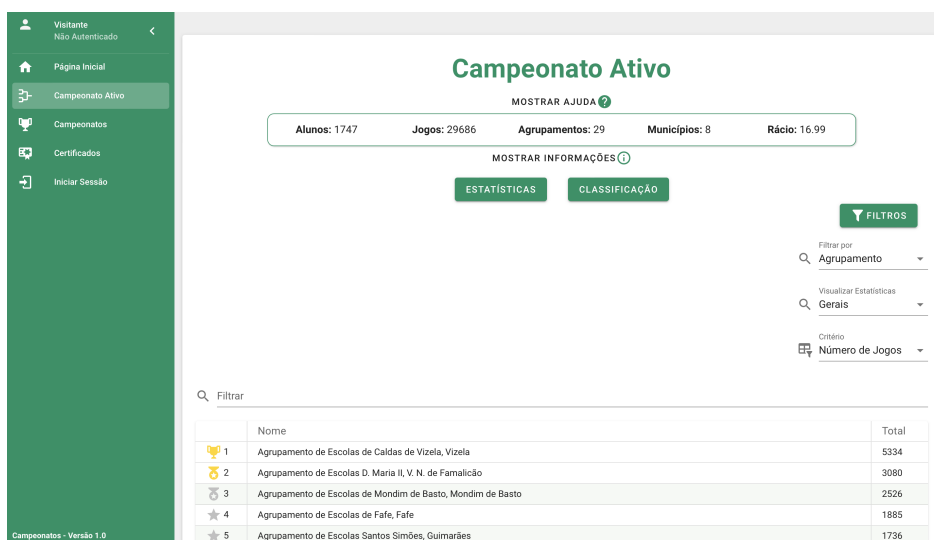 Visitante
Não Autenticado
Página Inicial
Campeonato Ativo
Campeonatos
Certificados
Iniciar Sessão
Campeonatos - Versão 1.0
Campeonato Ativo
MOSTRAR AJUDA ?
Alunos: 1747 Jogos: 29686 Agrupamentos: 29 Municípios: 8 Rácio: 16.99
MOSTRAR INFORMAÇÕES i
ESTATÍSTICAS CLASSIFICAÇÃO
FILTROS
Filtrar por
Agrupamento
Visualizar Estatísticas
Gerais
Critério
Número de Jogos
Filtrar
Nome Total
1 Agrupamento de Escolas de Caldas de Vizela, Vizela 5334
2 Agrupamento de Escolas D. Maria II, V. N. de Famalicão 3080
3 Agrupamento de Escolas de Mondim de Basto, Mondim de Basto 2526
4 Agrupamento de Escolas de Fafe, Fafe 1885
5 Agrupamento de Escolas Santos Simões, Guimarães 1736